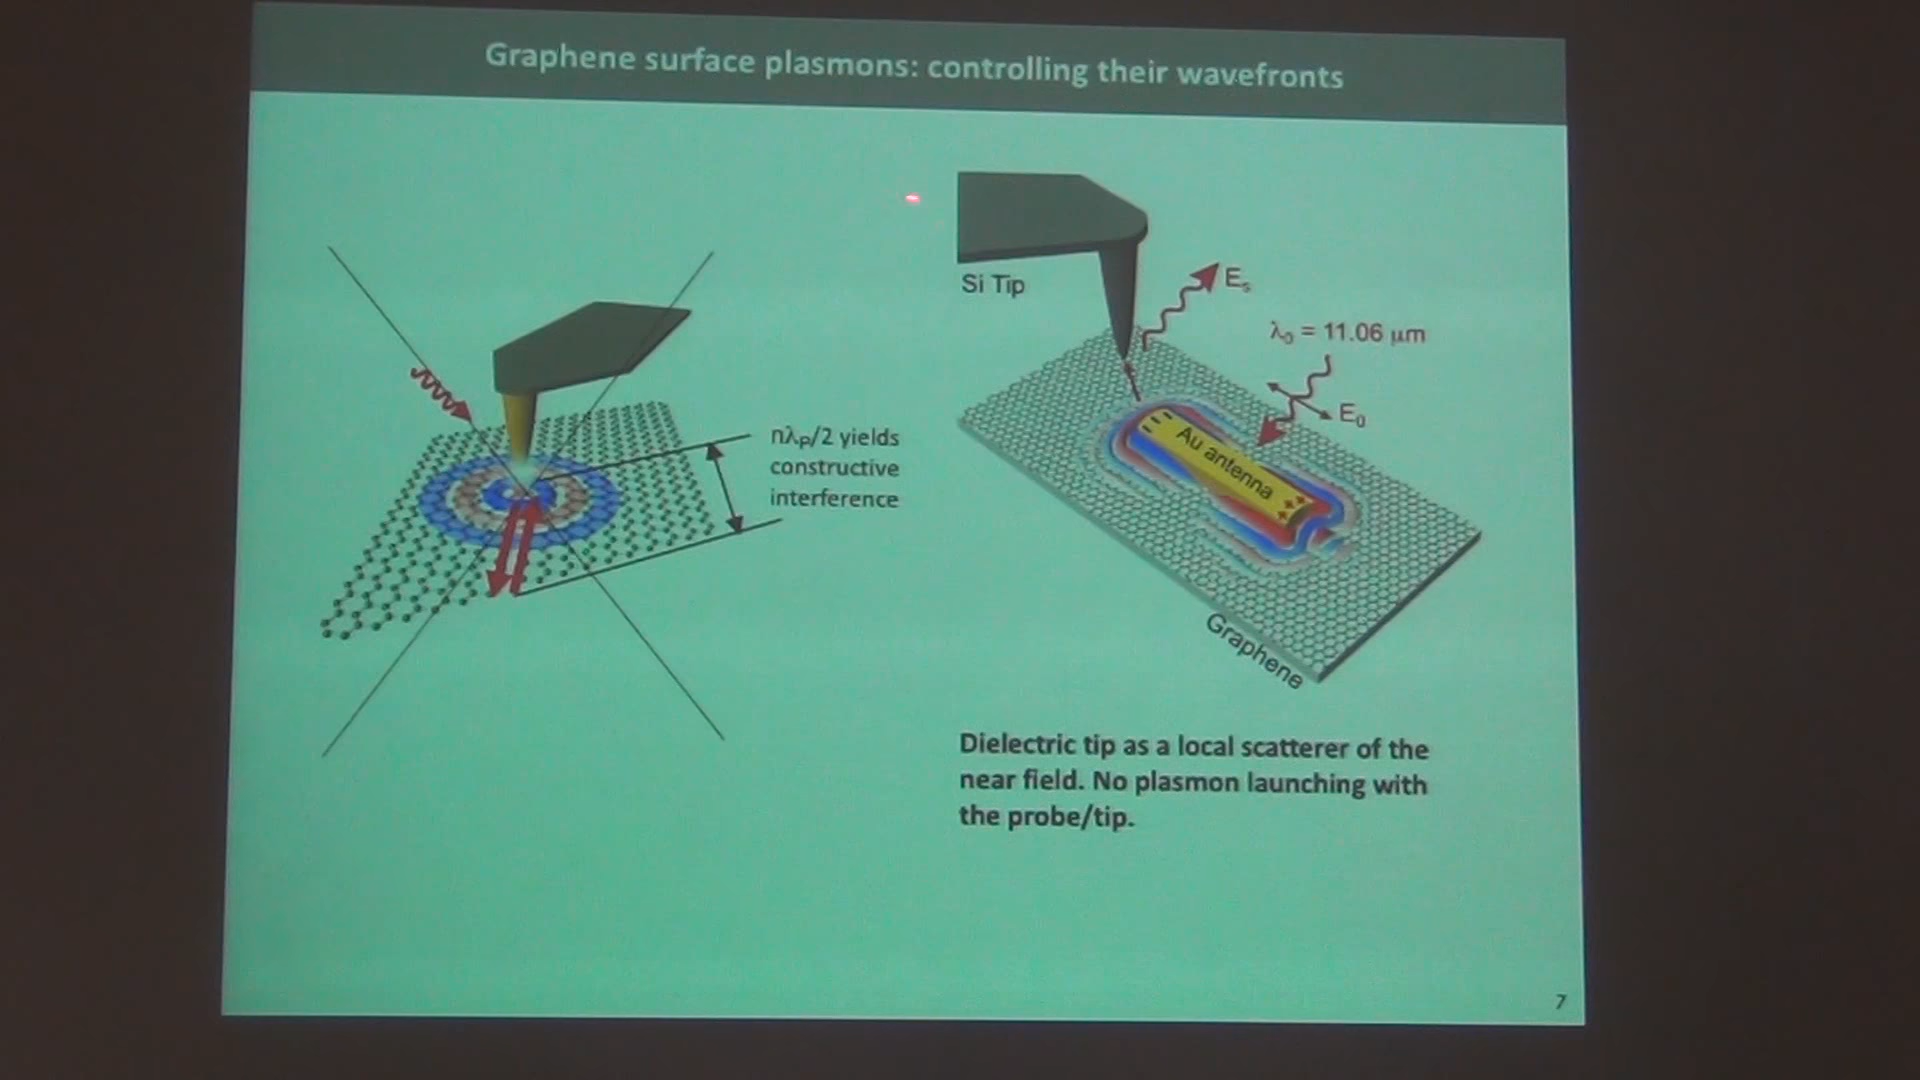 Graphene surface plasmons: controlling their wavefronts
nλP/2 yields
constructive
interference
Si Tip
Es
λ0 = 11.06 µm
E0
Au antenna
Graphene
Dielectric tip as a local scatterer of the
near field. No plasmon launching with
the probe/tip.
7